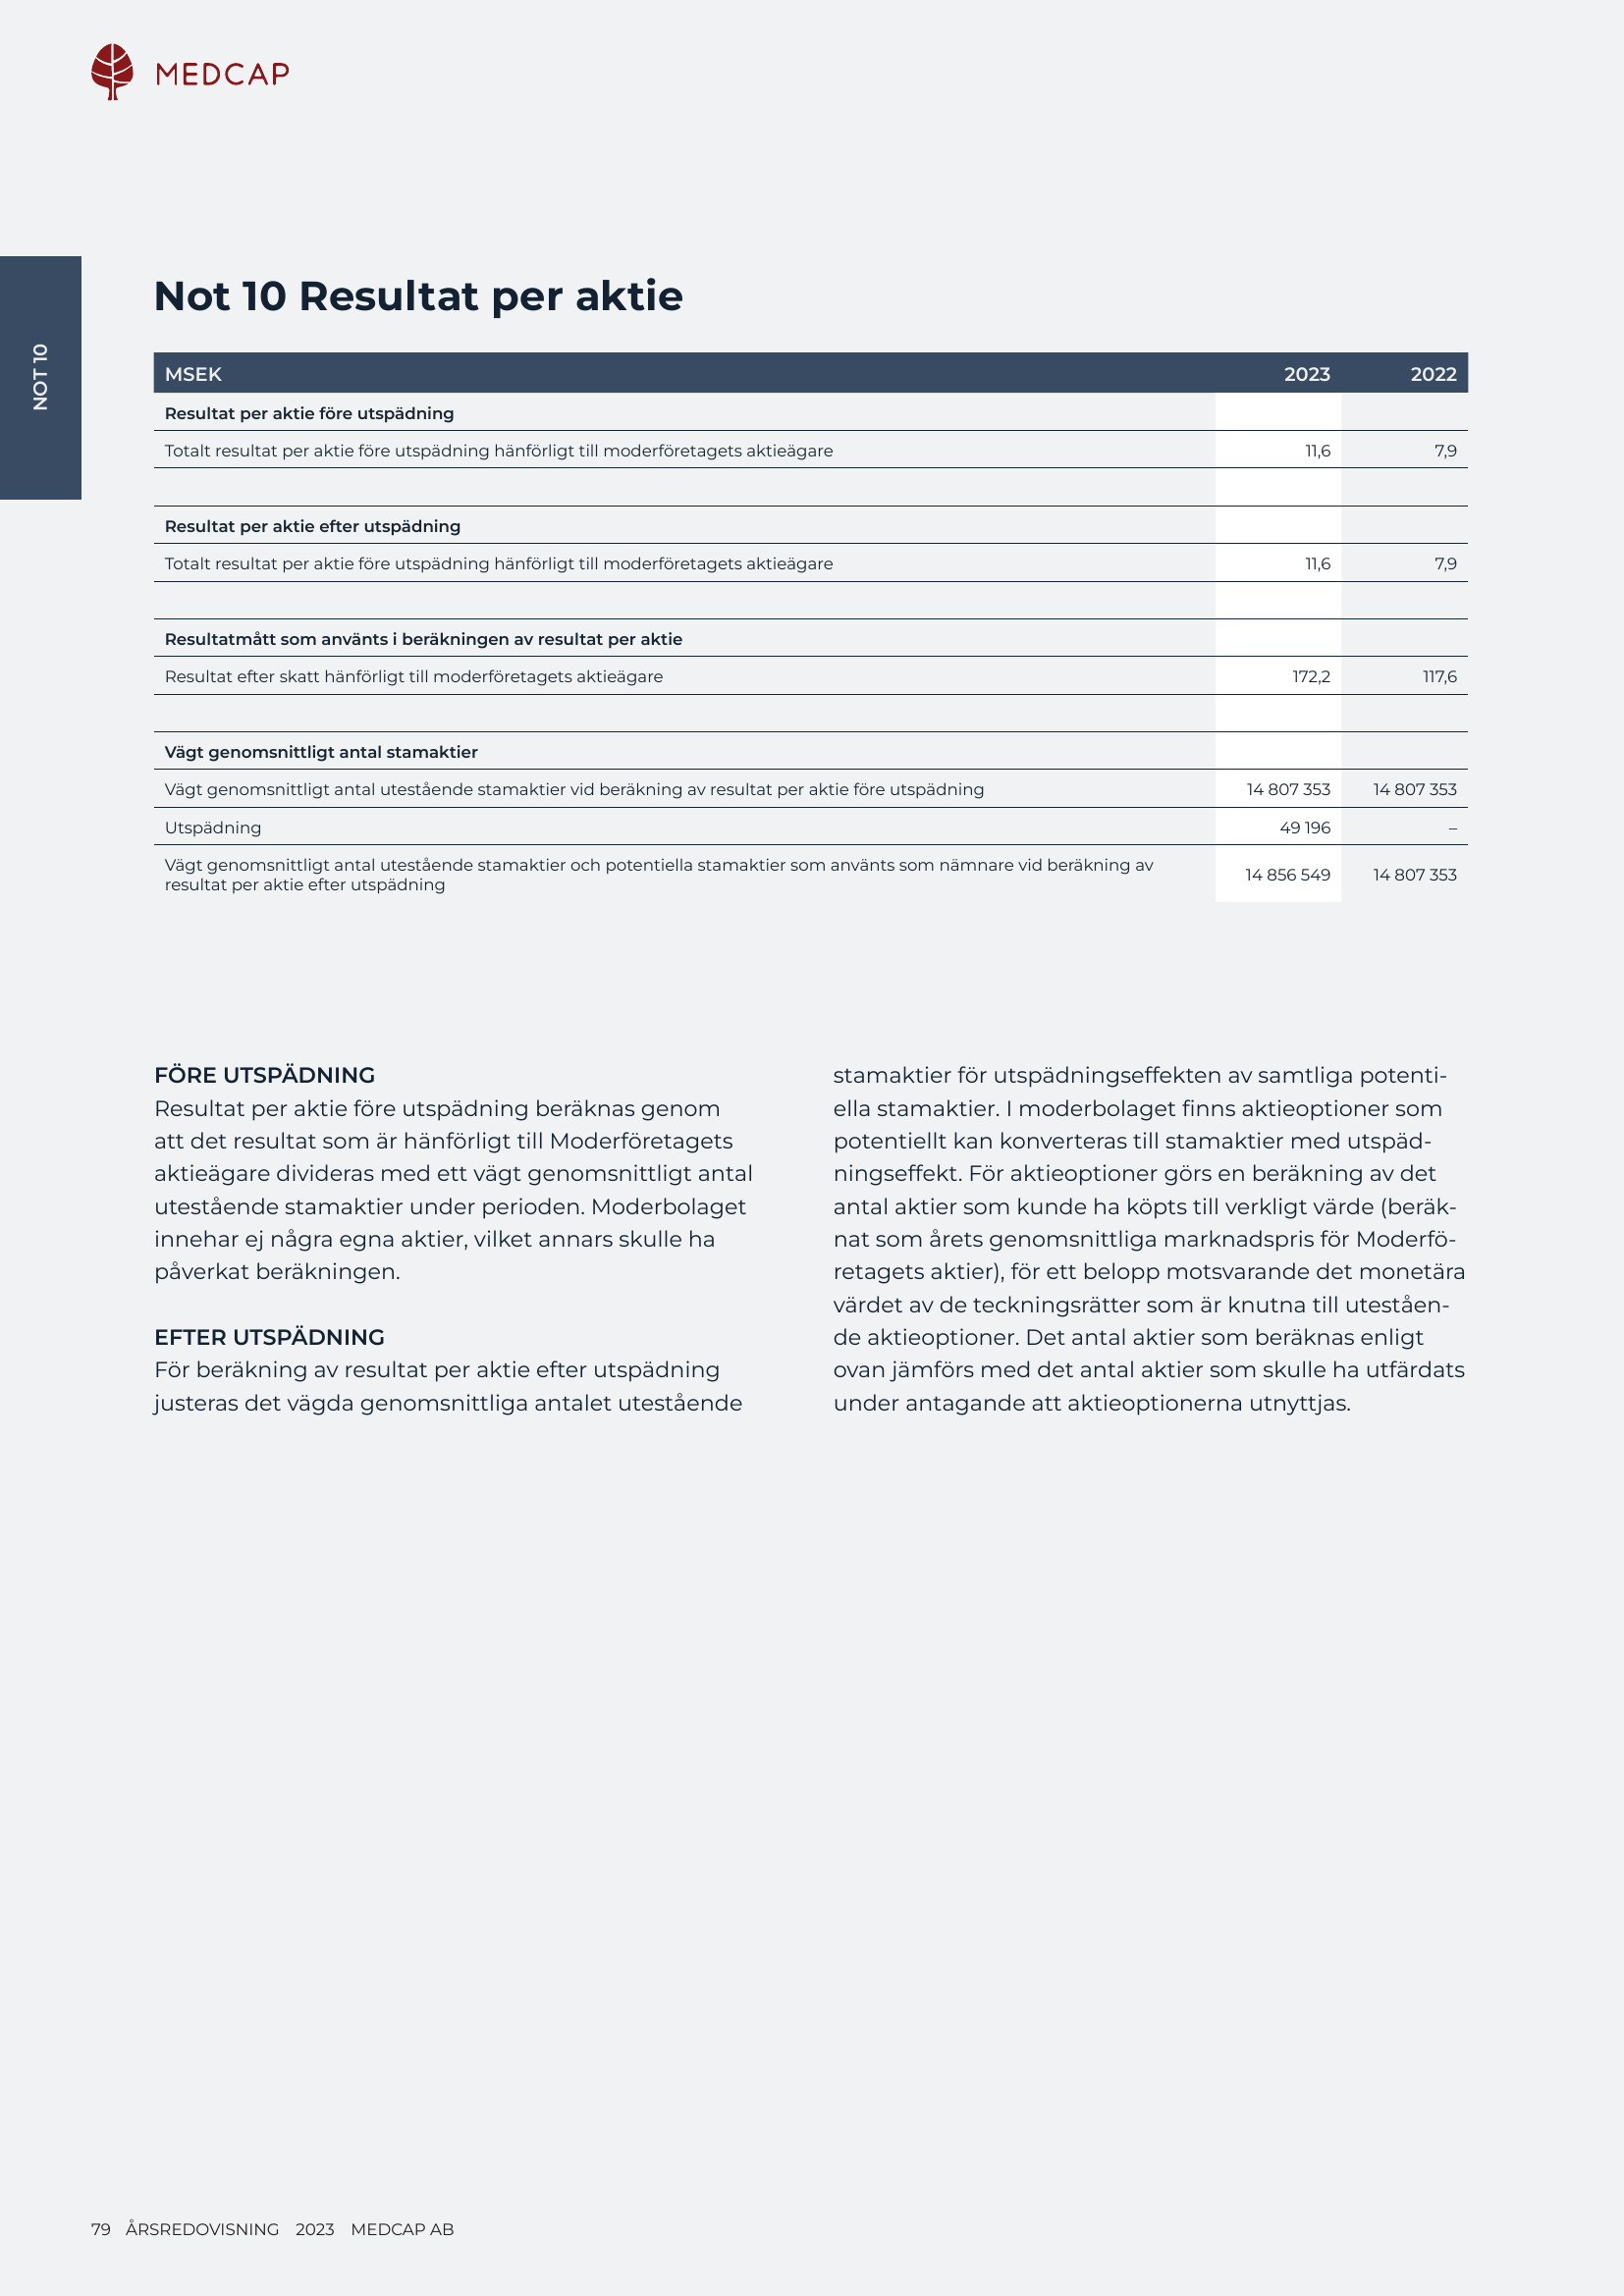 MEDCAP
NOT 10
Not 10 Resultat per aktie
MSEK 2023 2022
Resultat per aktie före utspädning
Totalt resultat per aktie före utspädning hänförligt till moderföretagets aktieägare 11,6 7,9
Resultat per aktie efter utspädning
Totalt resultat per aktie före utspädning hänförligt till moderföretagets aktieägare 11,6 7,9
Resultatmått som använts i beräkningen av resultat per aktie
Resultat efter skatt hänförligt till moderföretagets aktieägare 172,2 117,6
Vägt genomsnittligt antal stamaktier
Vägt genomsnittligt antal utestående stamaktier vid beräkning av resultat per aktie före utspädning 14 807 353 14 807 353
Utspädning 49 196 –
Vägt genomsnittligt antal utestående stamaktier och potentiella stamaktier som använts som nämnare vid beräkning av
resultat per aktie efter utspädning 14 856 549 14 807 353
FÖRE UTSPÄDNING
Resultat per aktie före utspädning beräknas genom
att det resultat som är hänförligt till Moderföretagets
aktieägare divideras med ett vägt genomsnittligt antal
utestående stamaktier under perioden. Moderbolaget
innehar ej några egna aktier, vilket annars skulle ha
påverkat beräkningen.
EFTER UTSPÄDNING
För beräkning av resultat per aktie efter utspädning
justeras det vägda genomsnittliga antalet utestående
stamaktier för utspädningseffekten av samtliga potenti-
ella stamaktier. I moderbolaget finns aktieoptioner som
potentiellt kan konverteras till stamaktier med utspäd-
ningseffekt. För aktieoptioner görs en beräkning av det
antal aktier som kunde ha köpts till verkligt värde (beräk-
nat som årets genomsnittliga marknadspris för Moderfö-
retagets aktier), för ett belopp motsvarande det monetära
värdet av de teckningsrätter som är knutna till uteståen-
de aktieoptioner. Det antal aktier som beräknas enligt
ovan jämförs med det antal aktier som skulle ha utfärdats
under antagande att aktieoptionerna utnyttjas.
79 ÅRSREDOVISNING 2023 MEDCAP AB